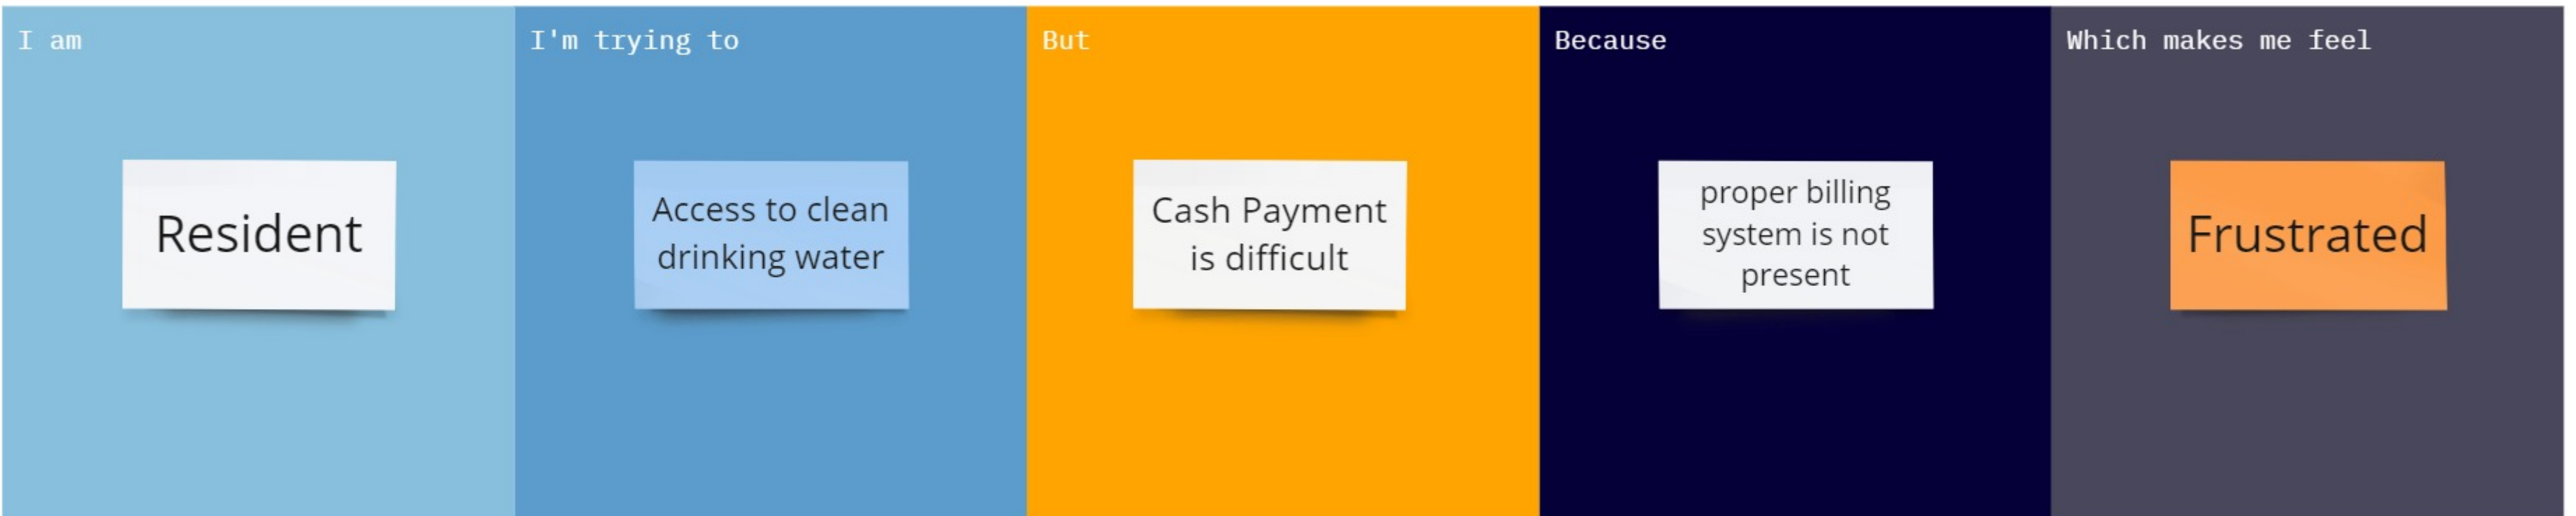 I am
Resident
I'm trying to
Access to clean
drinking water
But
Cash Payment
is difficult
Because
proper billing
system is not
present
Which makes me feel
Frustrated